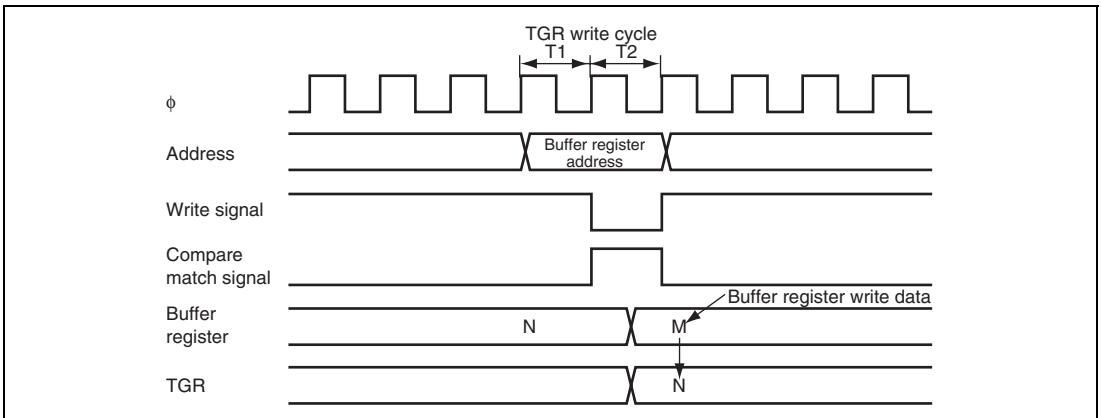 TGR write cycle
T1 T2
φ
Address
Buffer register
address
Write signal
Compare
match signal
Buffer register write data
Buffer
register
N M
TGR
N